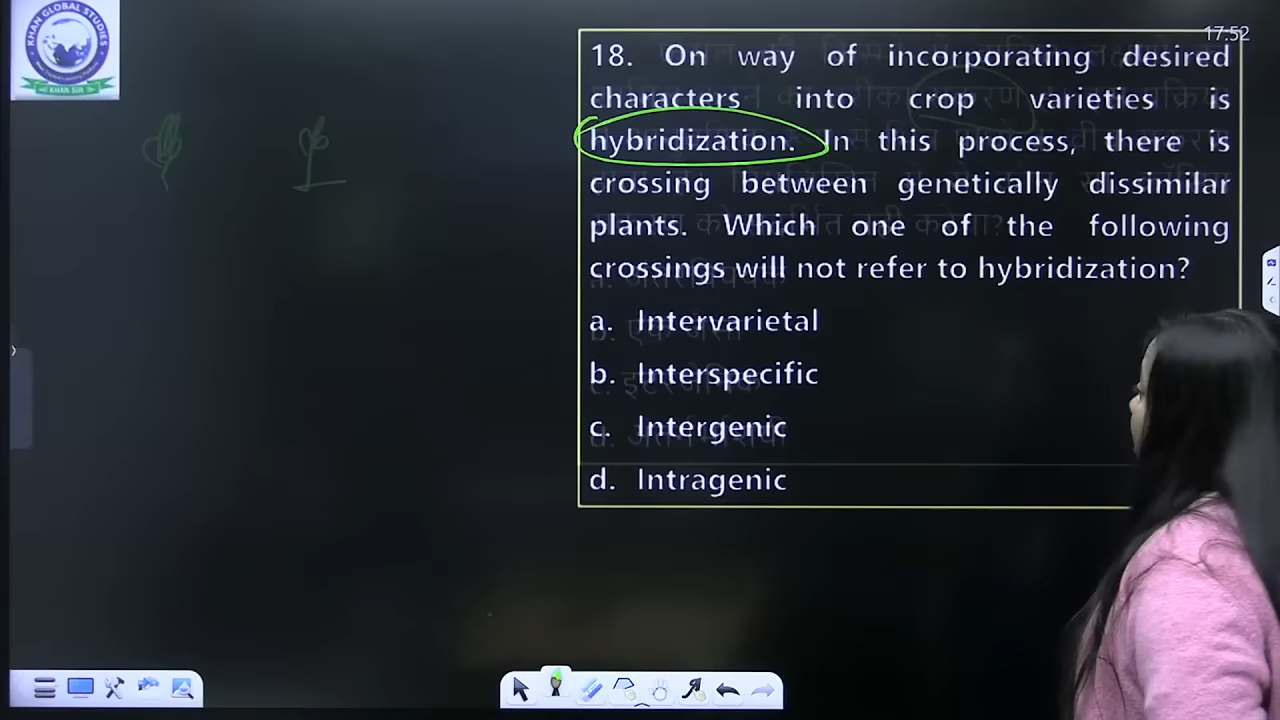 KHAN GLOBAL STUDIES
KHAN SIR
17:52
18. On way of incorporating desired
characters into crop varieties is
hybridization. In this process, there is
crossing between genetically dissimilar
plants. Which one of the following
crossings will not refer to hybridization?
a. Intervarietal
b. Interspecific
c. Intergenic
d. Intragenic